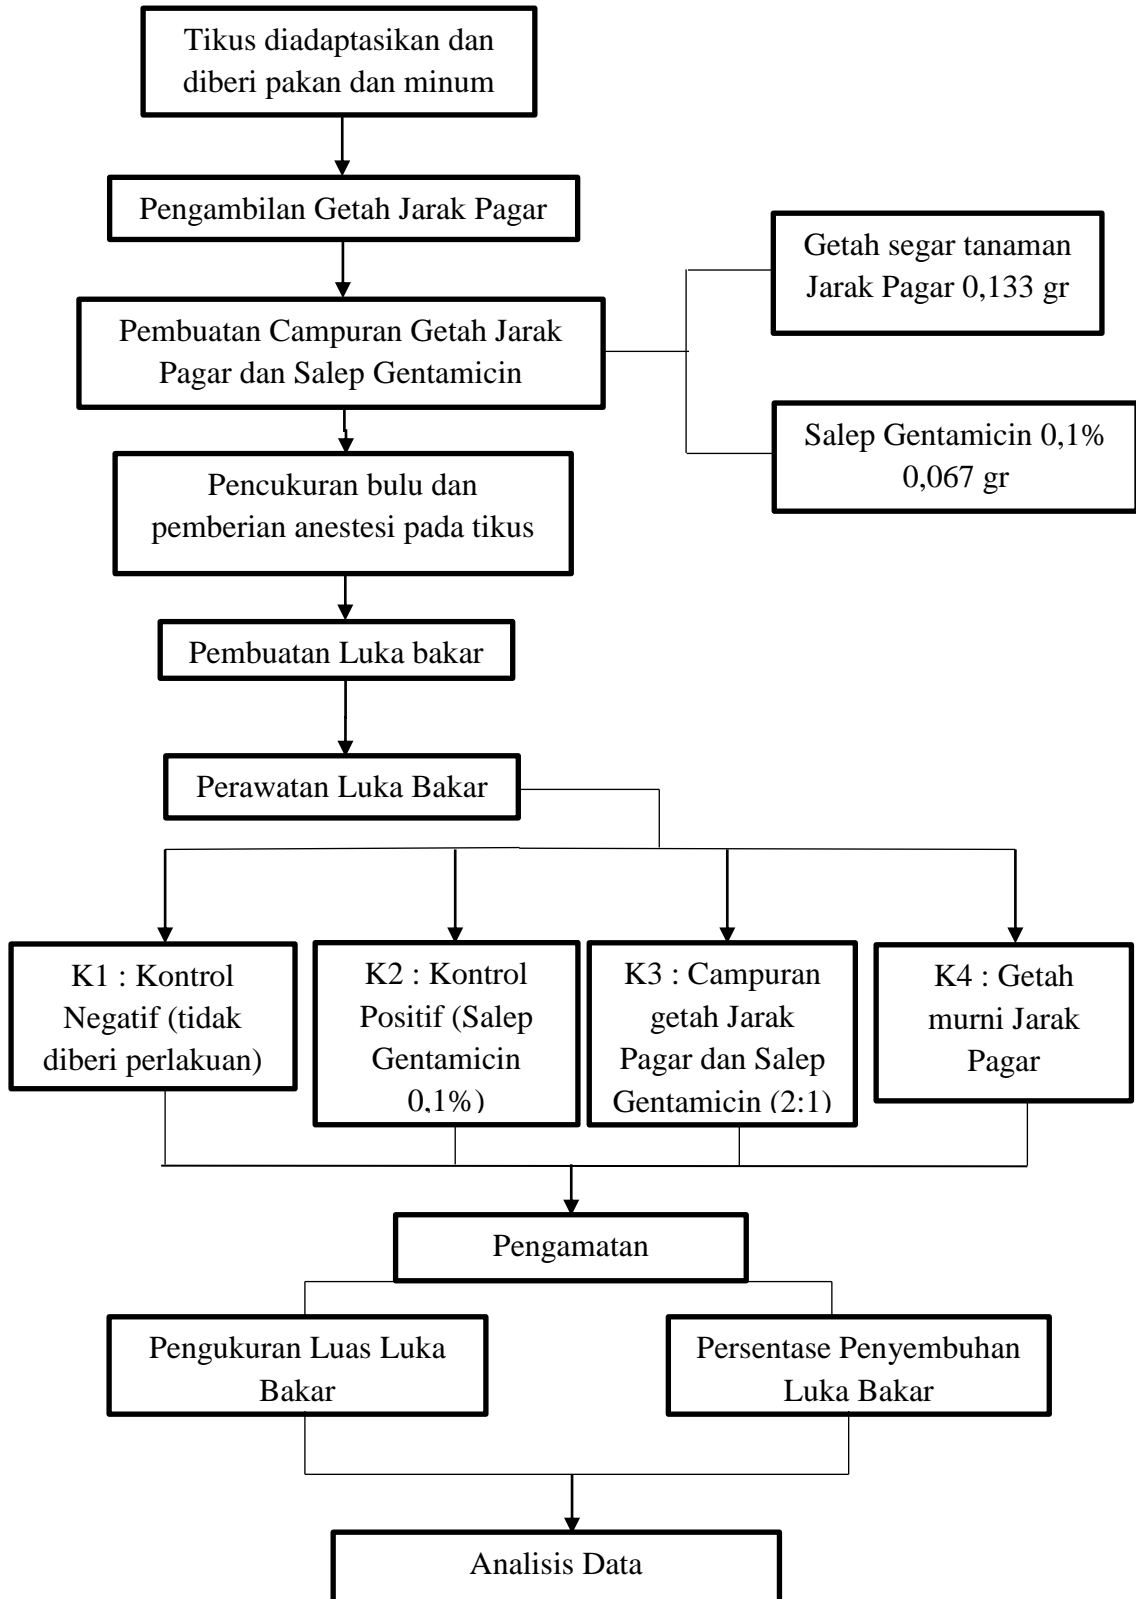 Tikus diadaptasikan dan
diberi pakan dan minum
Pengambilan Getah Jarak Pagar
Getah segar tanaman
Jarak Pagar 0,133 gr
Pembuatan Campuran Getah Jarak
Pagar dan Salep Gentamicin
Salep Gentamicin 0,1%
0,067 gr
Pencukuran bulu dan
pemberian anestesi pada tikus
Pembuatan Luka bakar
Perawatan Luka Bakar
K1 : Kontrol
Negatif (tidak
diberi perlakuan)
K2 : Kontrol
Positif (Salep
Gentamicin
0,1%)
K3 : Campuran
getah Jarak
Pagar dan Salep
Gentamicin (2:1)
K4 : Getah
murni Jarak
Pagar
Pengamatan
Pengukuran Luas Luka
Bakar
Persentase Penyembuhan
Luka Bakar
Analisis Data